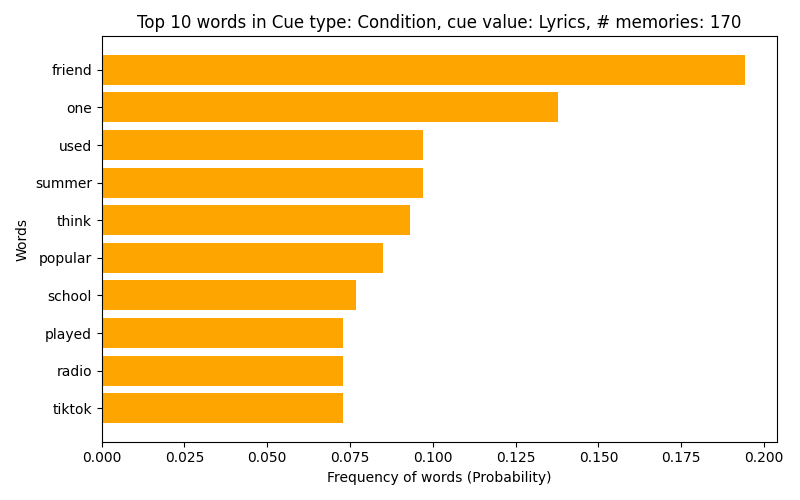 Top 10 words in Cue type: Condition, cue value: Lyrics, # memories: 170
friend
one
used
summer
think
popular
school
played
radio
tiktok
Words
0.000 0.025 0.050 0.075 0.100 0.125 0.150 0.175 0.200
Frequency of words (Probability)